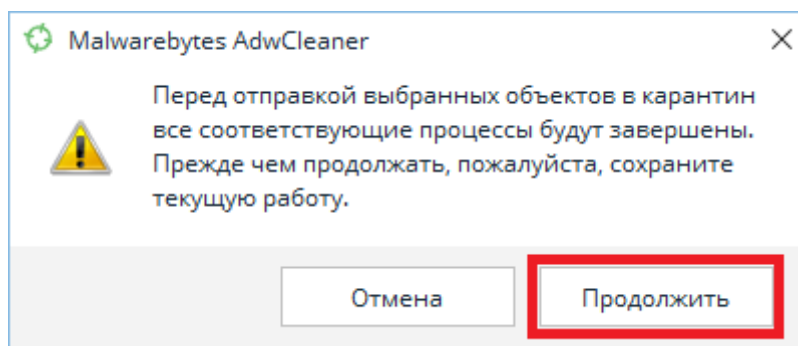 Malwarebytes AdwCleaner
Перед отправкой выбранных объектов в карантин
все соответствующие процессы будут завершены.
Прежде чем продолжать, пожалуйста, сохраните
текущую работу.
Отмена
Продолжить